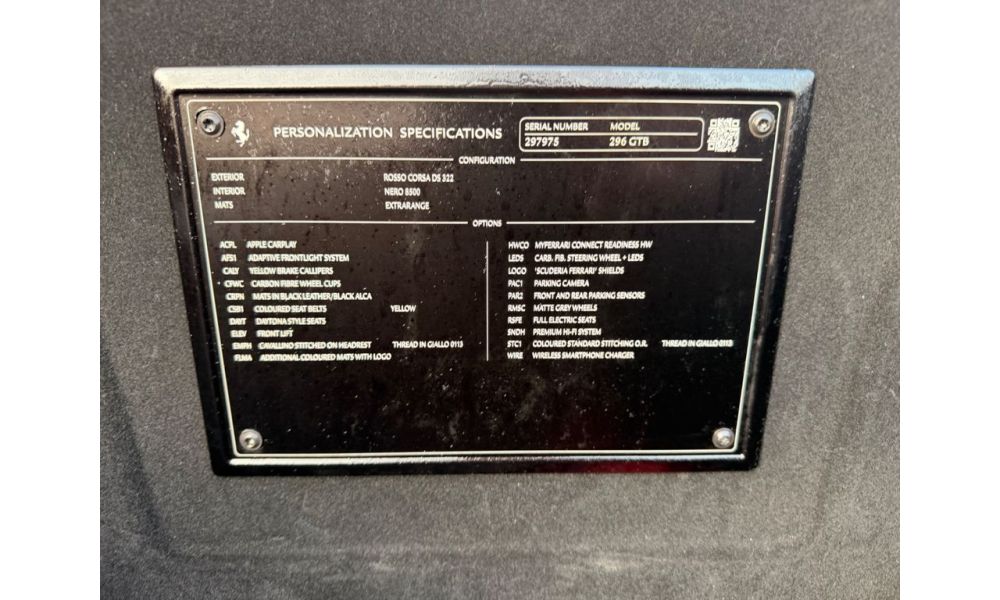 PERSONALIZATION SPECIFICATIONS
SERIAL NUMBER MODEL
297975 296 GTB
CONFIGURATION
EXTERIOR ROSSO CORSA DS 322
INTERIOR NERO 8500
MATS EXTRARANGE
OPTIONS
ACFL APPLE CARPLAY
AFS1 ADAPTIVE FRONTLIGHT SYSTEM
CALY YELLOW BRAKE CALLIPERS
CFWC CARBON FIBRE WHEEL CUPS
CRPN MATS IN BLACK LEATHER/BLACK ALCA
CSB1 COLOURED SEAT BELTS YELLOW
DAYT DAYTONA STYLE SEATS
ELEV FRONT LIFT
EMPH CAVALLINO STITCHED ON HEADREST THREAD IN GIALLO 0113
FLMA ADDITIONAL COLOURED MATS WITH LOGO
HWCO MYFERRARI CONNECT READINESS HW
LEDS CARB. FIB. STEERING WHEEL + LEDS
LOGO 'SCUDERIA FERRARI' SHIELDS
PAC1 PARKING CAMERA
PAR2 FRONT AND REAR PARKING SENSORS
RMSC MATTE GREY WHEELS
RSFE FULL ELECTRIC SEATS
SNDH PREMIUM HI-FI SYSTEM
STC1 COLOURED STANDARD STITCHING O.R. THREAD IN GIALLO 0113
WIRE WIRELESS SMARTPHONE CHARGER